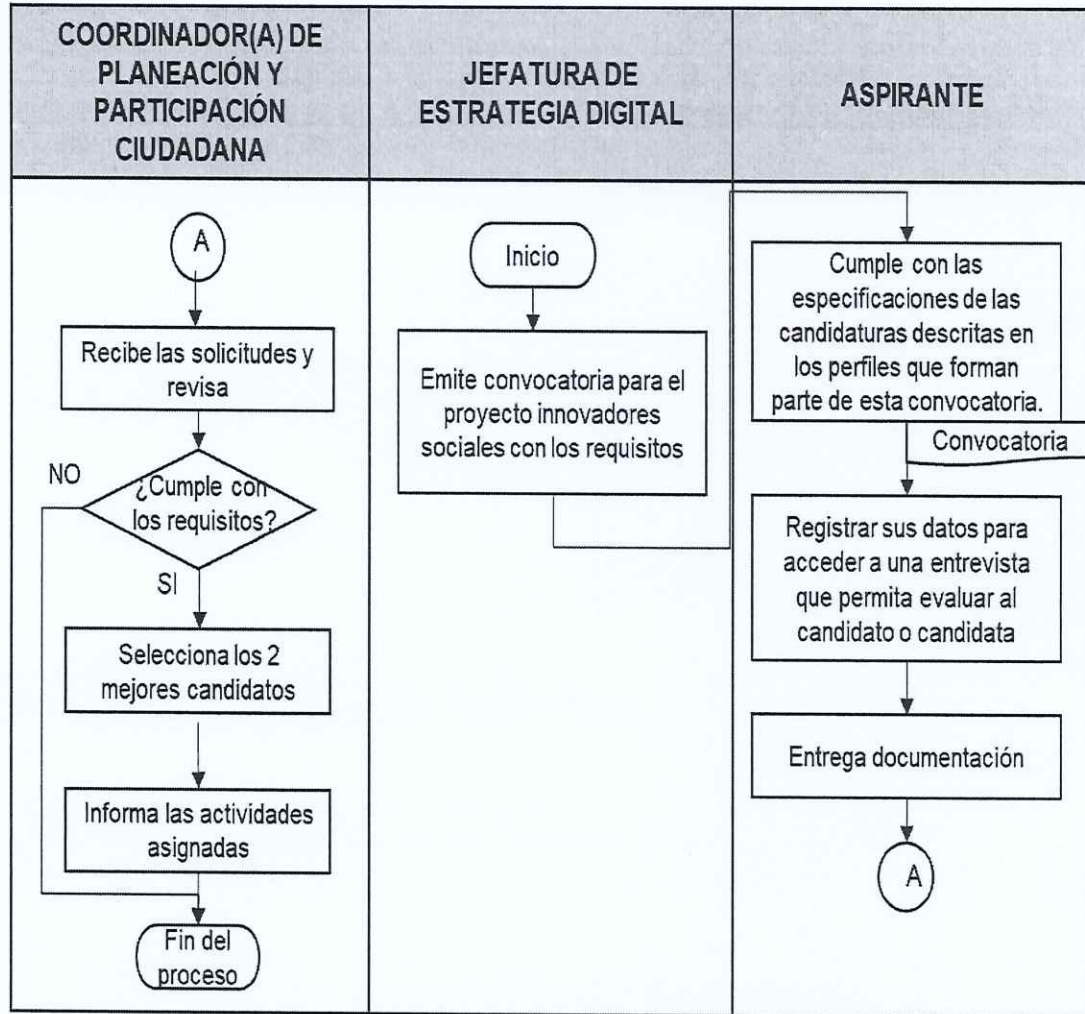 COORDINADOR(A) DE
PLANEACIÓN Y
PARTICIPACIÓN
CIUDADANA
JEFATURA DE
ESTRATEGIA DIGITAL
ASPIRANTE
A
Recibe las solicitudes y
revisa
NO
¿Cumple con
los requisitos?
SI
Selecciona los 2
mejores candidatos
Informa las actividades
asignadas
Fin del
proceso
Inicio
Emite convocatoria para el
proyecto innovadores
sociales con los requisitos
Cumple con las
especificaciones de las
candidaturas descritas en
los perfiles que forman
parte de esta convocatoria.
Convocatoria
Registrar sus datos para
acceder a una entrevista
que permita evaluar al
candidato o candidata
Entrega documentación
A